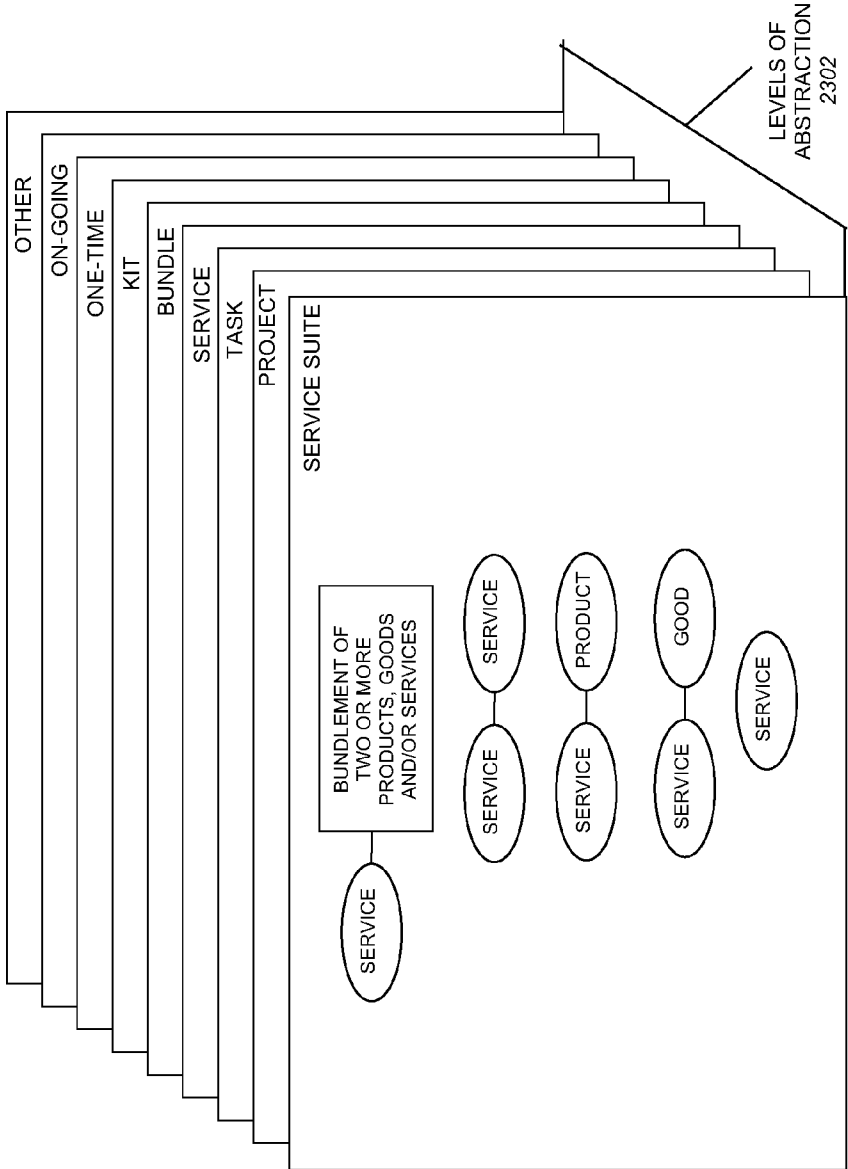 OTHER
ON-GOING
ONE-TIME
KIT
BUNDLE
SERVICE
TASK
PROJECT
SERVICE SUITE
SERVICE
BUNDLEMENT OF
TWO OR MORE
PRODUCTS, GOODS
AND/OR SERVICES
SERVICE
SERVICE
SERVICE
PRODUCT
SERVICE
GOOD
SERVICE
LEVELS OF
ABSTRACTION
2302